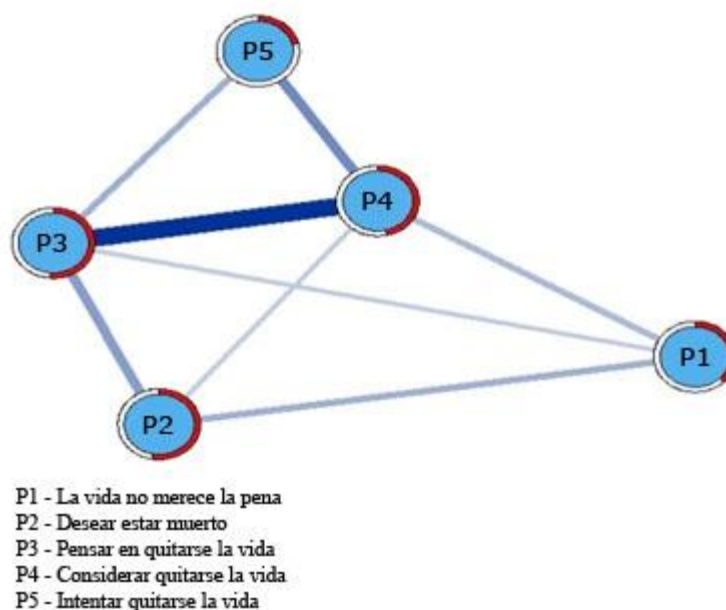 P5
P4
P3
P1
P2
P1 - La vida no merece la pena
P2 - Desear estar muerto
P3 - Pensar en quitarse la vida
P4 - Considerar quitarse la vida
P5 - Intentar quitarse la vida